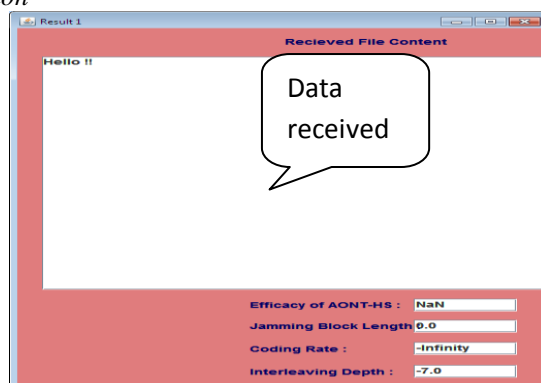 on
Result 1
Recieved File Content
Hello !!
Data
received
Efficacy of AONT-HS : NaN
Jamming Block Length 0.0
Coding Rate : -Infinity
Interleaving Depth : -7.0